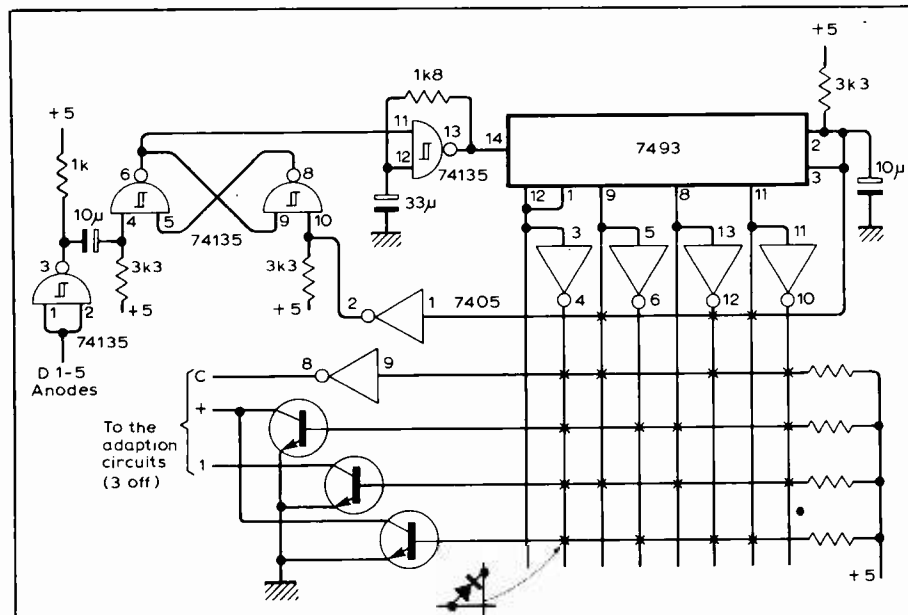 +5
1k
3
1 2
74135
D 1-5
Anodes
10μ
6
4 5
3k3
+5
74135
8
9 10
3k3
+5
1k8
11
12
13
74135
33μ
14
7493
12 1 9 8 11
2
3
+5
3k3
10μ
3 5 13 11
4 6 12 10
2 1 7405
8 9
C
+
1
To the
adaption
circuits
(3 off)
+5